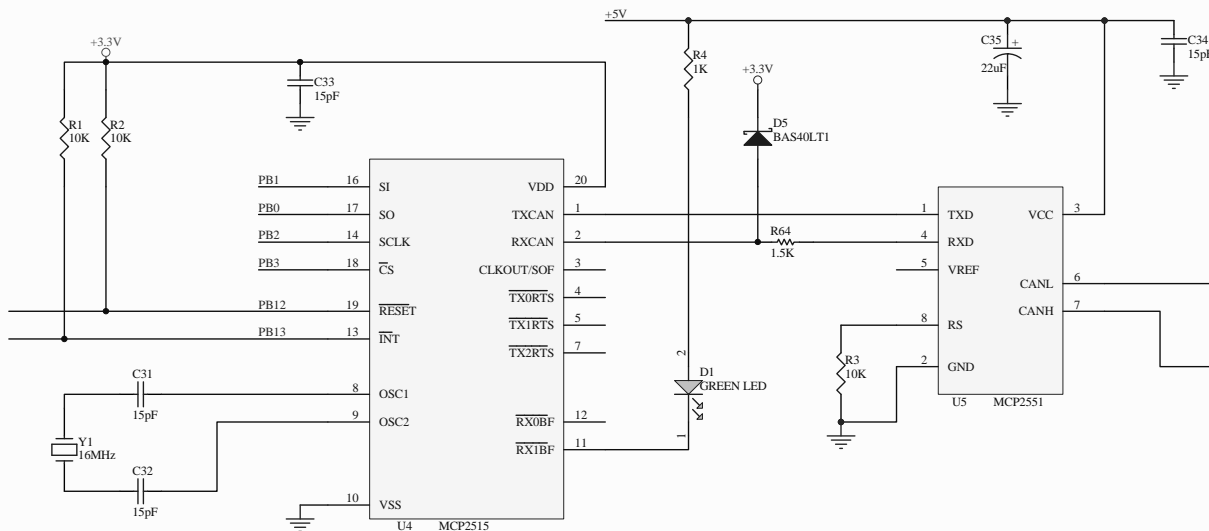 +5V
+3.3V
R4
1K
C35
+
22uF
C34
15pF
+3.3V
C33
15pF
R1
10K
R2
10K
D5
BAS40LT1
PB1
16
SI
VDD
20
PB0
17
SO
TXCAN
1
PB2
14
SCLK
RXCAN
2
PB3
18
CS
CLKOUT/SOF
3
TX0RTS
4
PB12
19
RESET
TX1RTS
5
PB13
13
INT
TX2RTS
7
R64
1.5K
1
TXD
VCC
3
4
RXD
5
VREF
CANL
6
CANH
7
8
RS
2
GND
U5
MCP2551
R3
10K
2
D1
GREEN LED
1
C31
15pF
8
OSC1
9
OSC2
RX0BF
12
RX1BF
11
Y1
16MHz
C32
15pF
10
VSS
U4
MCP2515